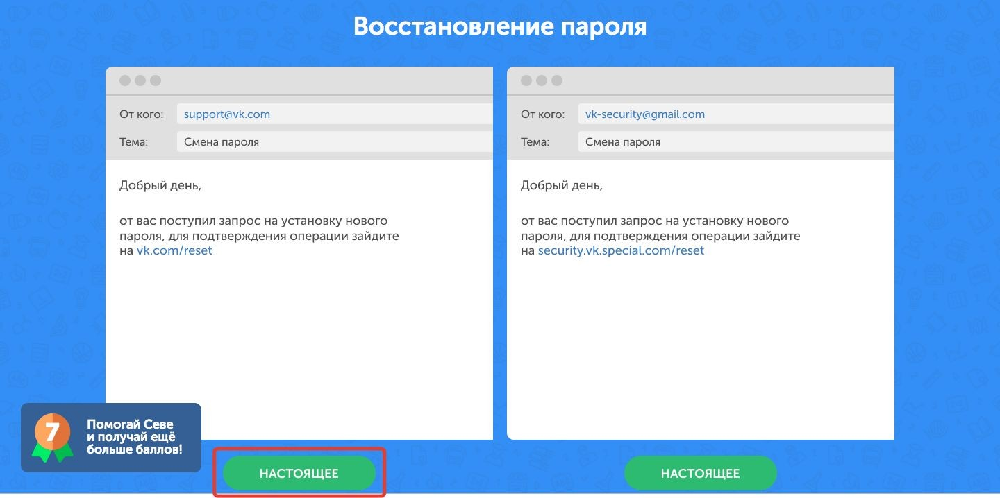 Восстановление пароля
От кого: support@vk.com
Тема: Смена пароля
Добрый день,
от вас поступил запрос на установку нового
пароля, для подтверждения операции зайдите
на vk.com/reset
НАСТОЯЩЕЕ
От кого: vk-security@gmail.com
Тема: Смена пароля
Добрый день,
от вас поступил запрос на установку нового
пароля, для подтверждения операции зайдите
на security.vk.special.com/reset
НАСТОЯЩЕЕ
7
Помогай Севе
и получай ещё
больше баллов!